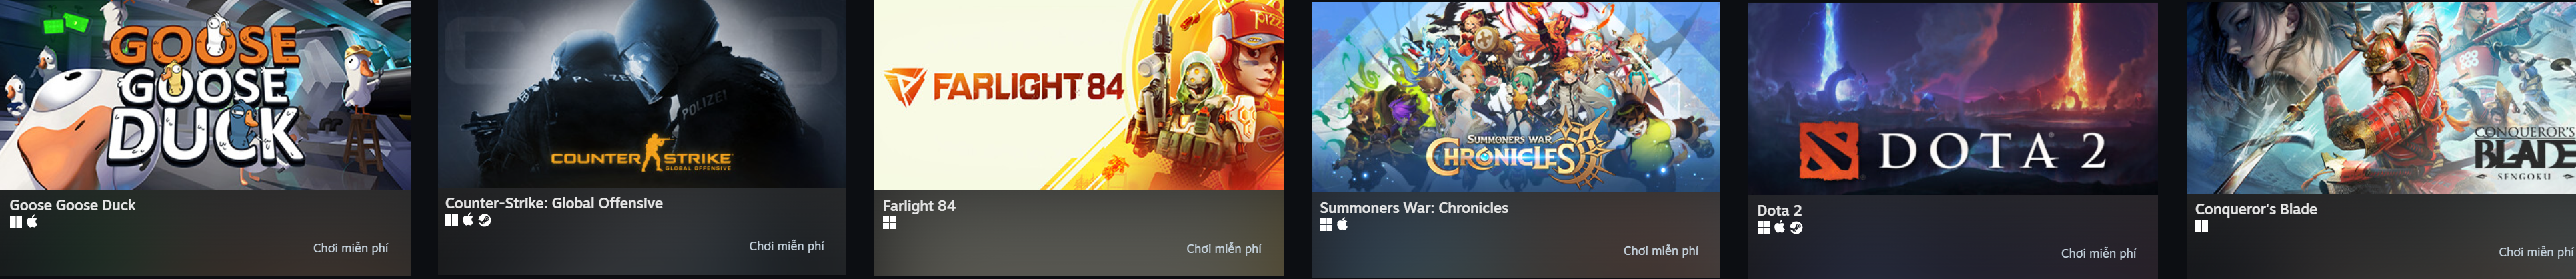 GOOSE
GOOSE
DUCK
Goose Goose Duck
Chơi miễn phí
POLIZEI
COUNTER STRIKE
GLOBAL OFFENSIVE
Counter-Strike: Global Offensive
Chơi miễn phí
FARLIGHT 84
Farlight 84
Chơi miễn phí
SUMMONERS WAR
CHRONICLES
Summoners War: Chronicles
Chơi miễn phí
DOTA 2
Dota 2
Chơi miễn phí
CONQUEROR'S
BLADE
SENGOKU
Conqueror's Blade
Chơi miễn phí